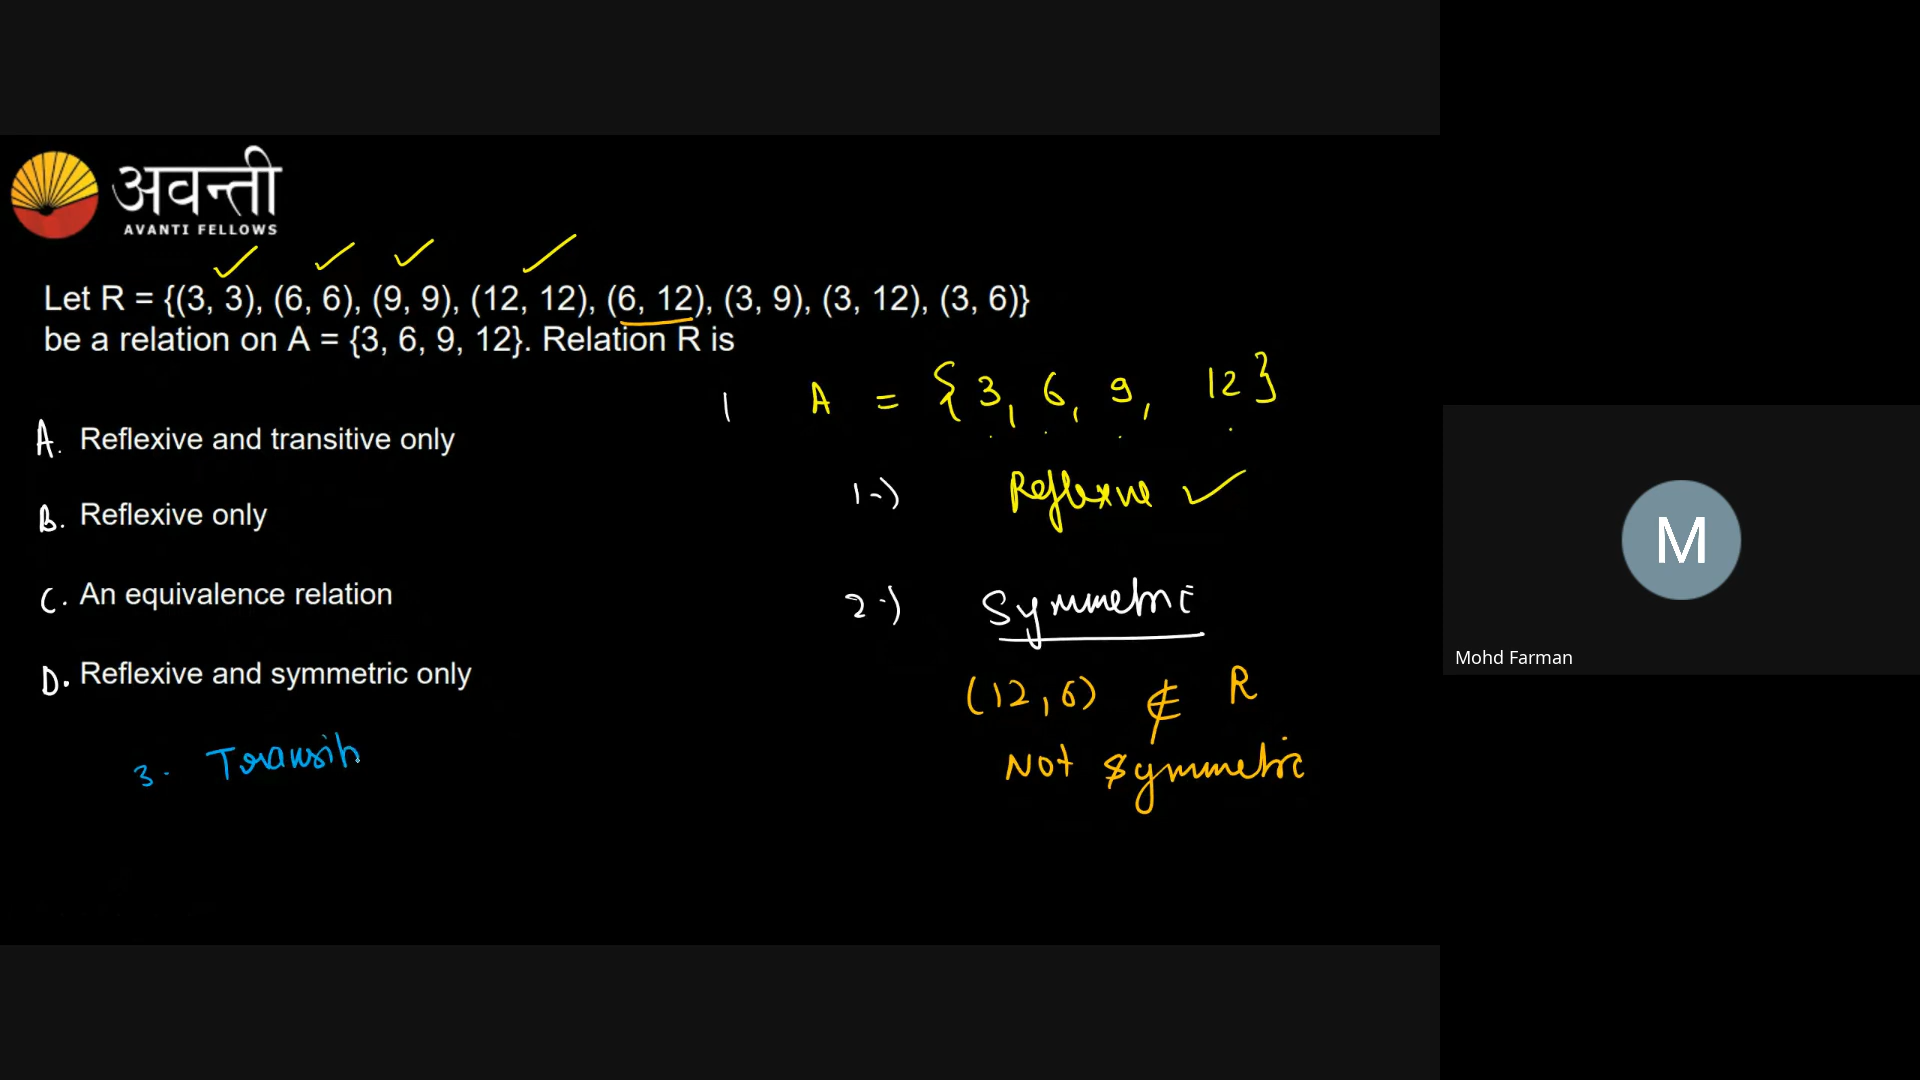 अवन्ती
AVANTI FELLOWS
Let R = {(3, 3), (6, 6), (9, 9), (12, 12), (6, 12), (3, 9), (3, 12), (3, 6)}
be a relation on A = {3, 6, 9, 12}. Relation R is
1 A = {3, 6, 9, 12}
A. Reflexive and transitive only
1-) Reflexive ✓
B. Reflexive only
C. An equivalence relation
2-) Symmetric
D. Reflexive and symmetric only
(12, 6) ∉ R
3. Transiti
Not symmetric
M
Mohd Farman